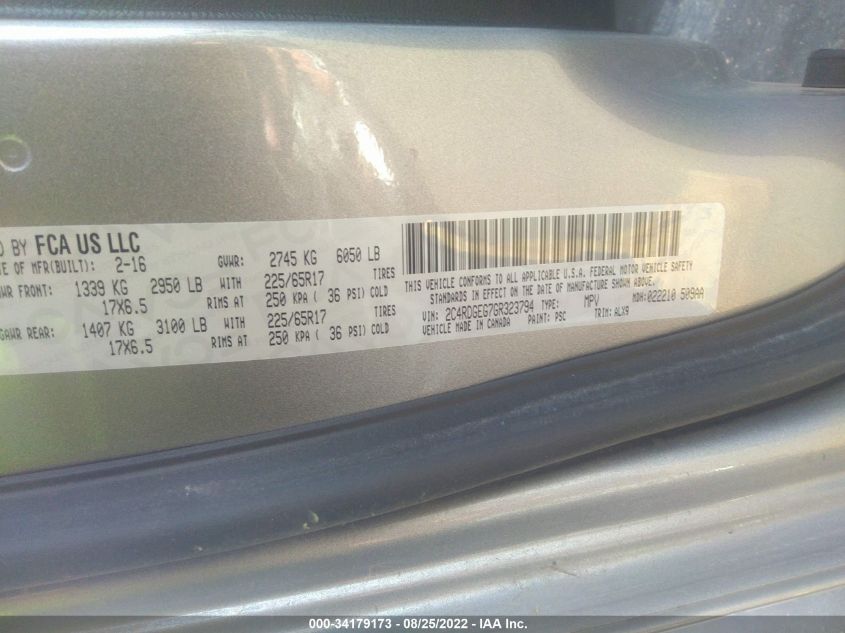 D BY FCA US LLC
E OF MFR(BUILT): 2-16 GVWR: 2745 KG 6050 LB
WR FRONT: 1339 KG 2950 LB WITH 225/65R17 TIRES
17X6.5 RIMS AT 250 KPA ( 36 PSI) COLD
GAWR REAR: 1407 KG 3100 LB WITH 225/65R17 TIRES
17X6.5 RIMS AT 250 KPA ( 36 PSI) COLD
THIS VEHICLE CONFORMS TO ALL APPLICABLE U.S.A. FEDERAL MOTOR VEHICLE SAFETY
STANDARDS IN EFFECT ON THE DATE OF MANUFACTURE SHOWN ABOVE.
VIN: 2C4RDGEG7GR323794 TYPE: MPV MDH: 022210 509AA
VEHICLE MADE IN CANADA PAINT: PSC TRIM: ALX9
000-34179173 - 08/25/2022 - IAA Inc.